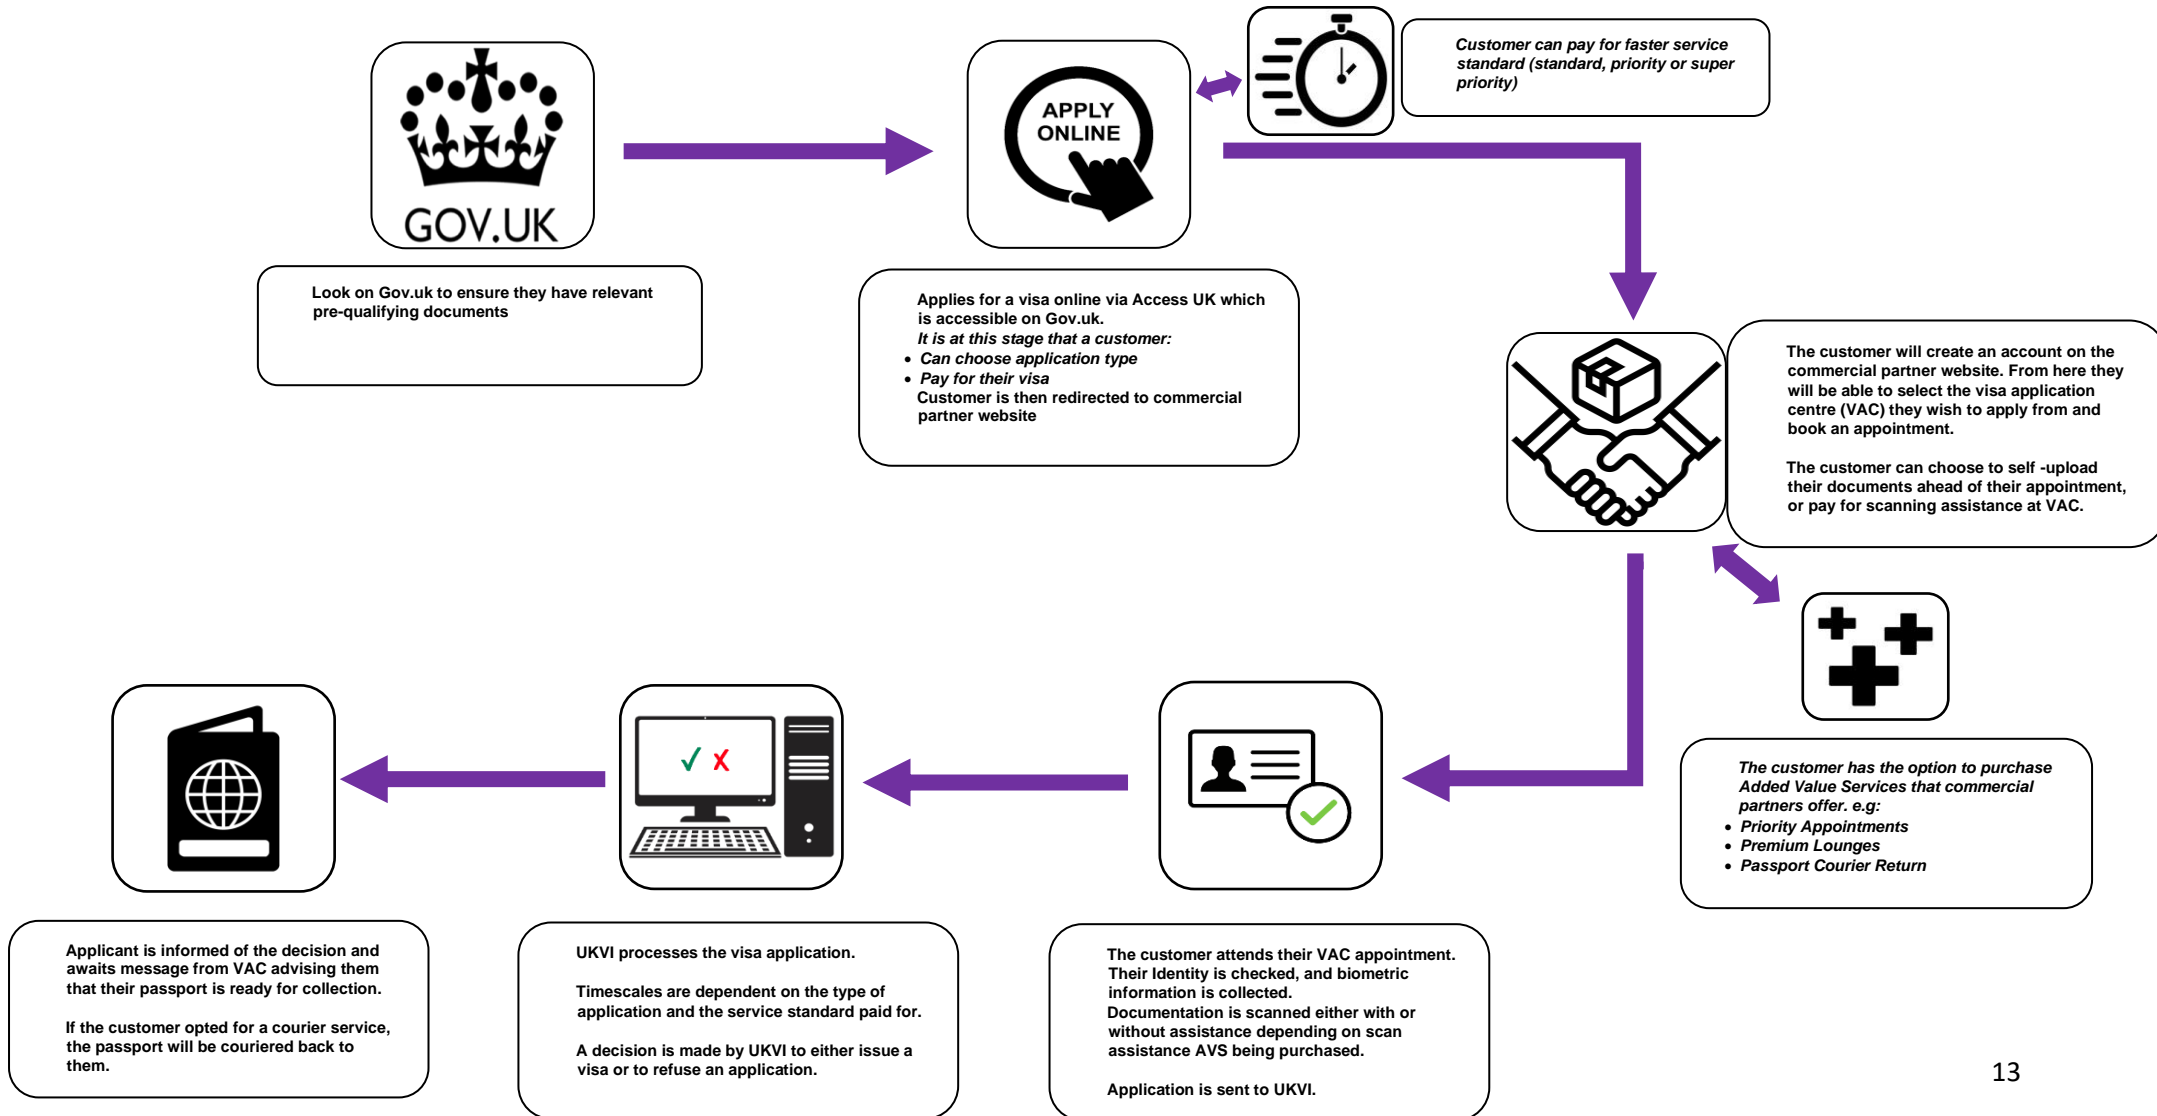 GOV.UK
Look on Gov.uk to ensure they have relevant
pre-qualifying documents
APPLY
ONLINE
Customer can pay for faster service
standard (standard, priority or super
priority)
Applies for a visa online via Access UK which
is accessible on Gov.uk.
It is at this stage that a customer:
• Can choose application type
• Pay for their visa
Customer is then redirected to commercial
partner website
The customer will create an account on the
commercial partner website. From here they
will be able to select the visa application
centre (VAC) they wish to apply from and
book an appointment.
The customer can choose to self -upload
their documents ahead of their appointment,
or pay for scanning assistance at VAC.
The customer has the option to purchase
Added Value Services that commercial
partners offer. e.g:
• Priority Appointments
• Premium Lounges
• Passport Courier Return
The customer attends their VAC appointment.
Their Identity is checked, and biometric
information is collected.
Documentation is scanned either with or
without assistance depending on scan
assistance AVS being purchased.
Application is sent to UKVI.
UKVI processes the visa application.
Timescales are dependent on the type of
application and the service standard paid for.
A decision is made by UKVI to either issue a
visa or to refuse an application.
Applicant is informed of the decision and
awaits message from VAC advising them
that their passport is ready for collection.
If the customer opted for a courier service,
the passport will be couriered back to
them.
13